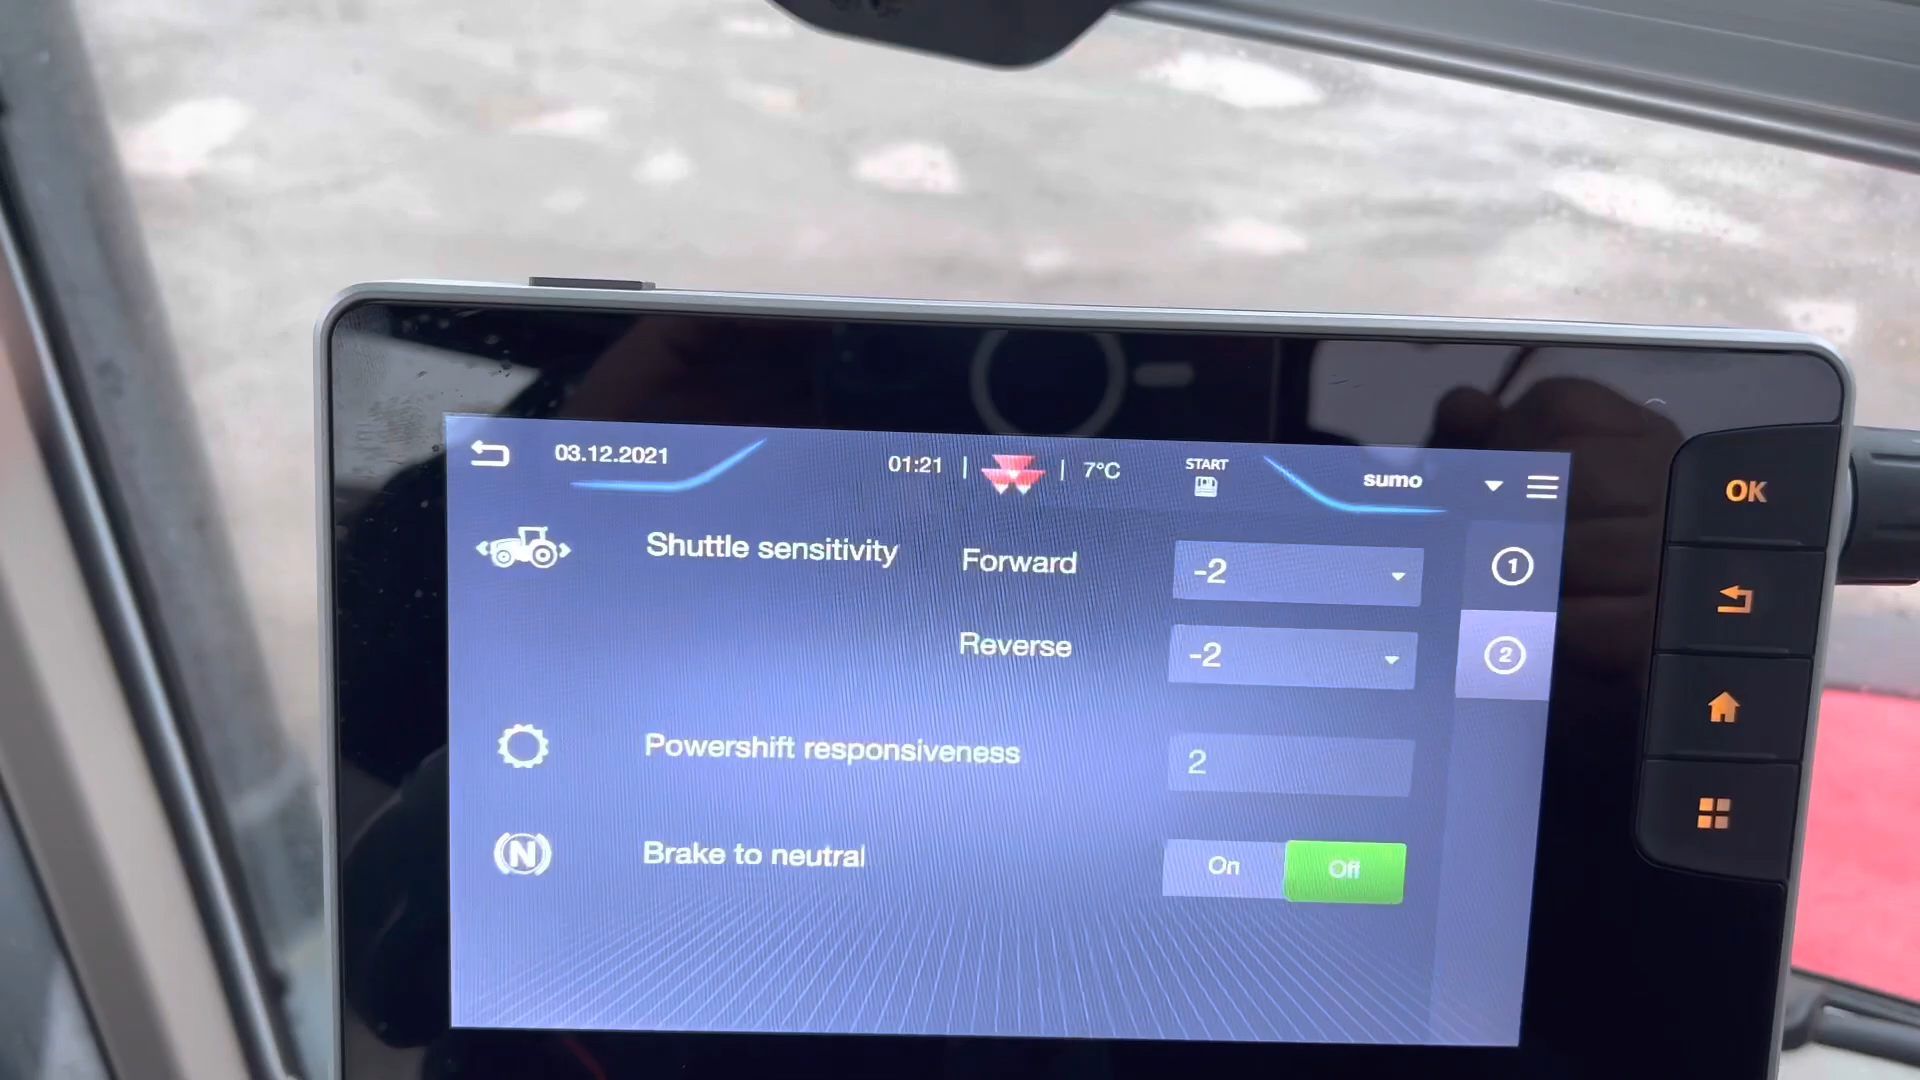 03.12.2021
01:21 | | 7°C
START
sumo
Shuttle sensitivity
Forward
-2
1
Reverse
-2
2
Powershift responsiveness
2
N
Brake to neutral
On
Off
OK